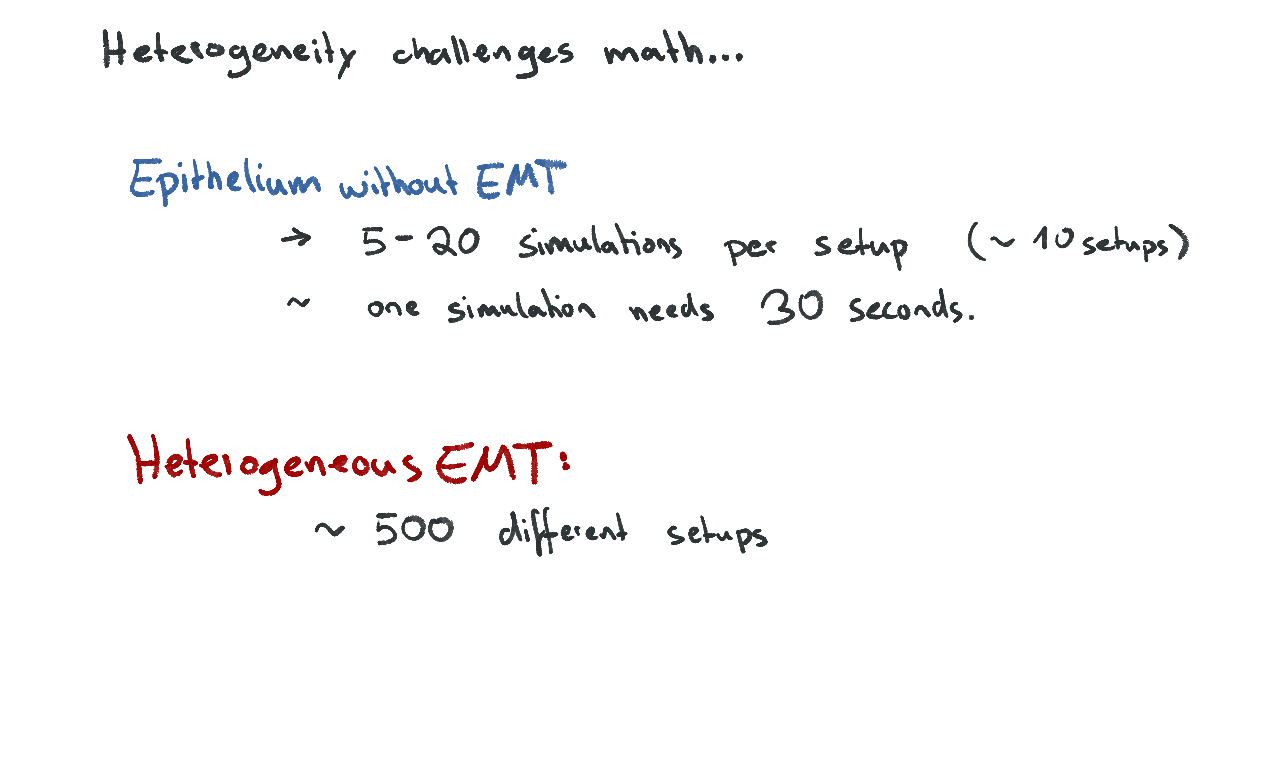 Heterogeneity challenges math...
Epithelium without EMT
→ 5-20 simulations per setup (~ 10 setups)
~ one simulation needs 30 seconds.
Heterogeneous EMT:
~ 500 different setups